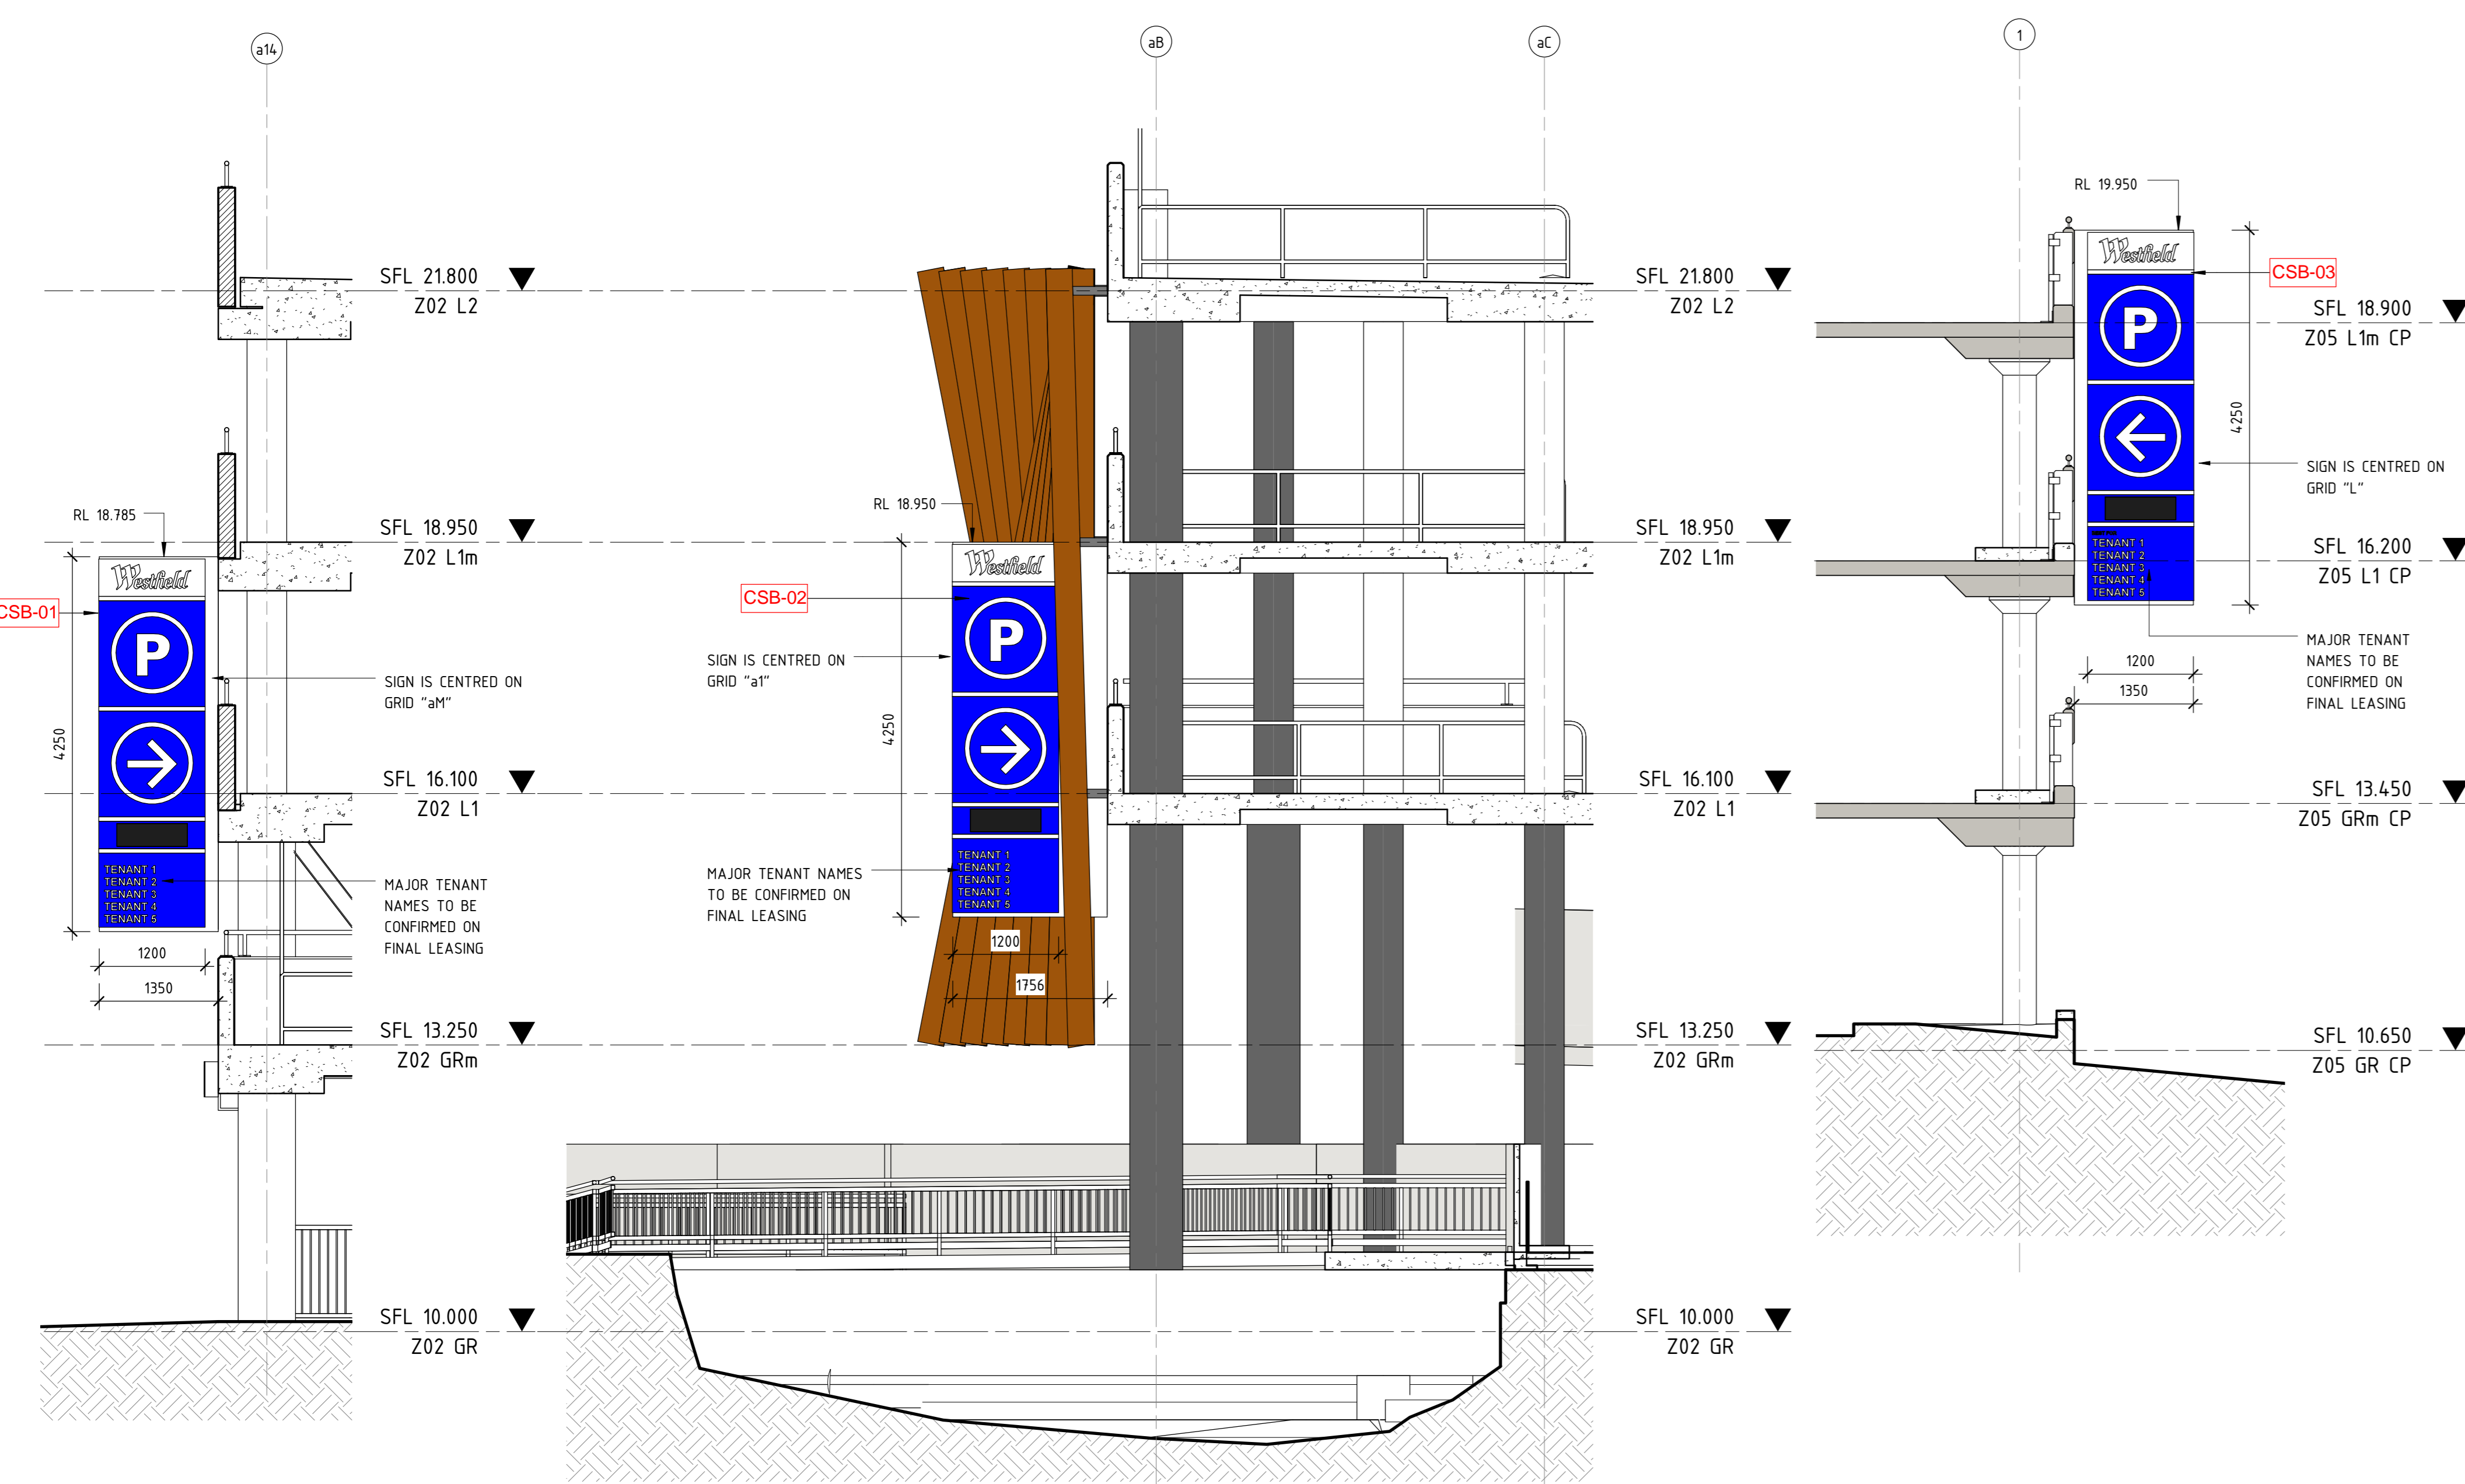 a14
SFL 21.800
Z02 L2
RL 18.785
SFL 18.950
Z02 L1m
Westfield
CSB-01
P
SIGN IS CENTRED ON
GRID "aM"
4250
SFL 16.100
Z02 L1
TENANT 1
TENANT 2
TENANT 3
TENANT 4
TENANT 5
MAJOR TENANT
NAMES TO BE
CONFIRMED ON
FINAL LEASING
1200
1350
SFL 13.250
Z02 GRm
SFL 10.000
Z02 GR
aB
aC
SFL 21.800
Z02 L2
RL 18.950
SFL 18.950
Z02 L1m
Westfield
CSB-02
P
SIGN IS CENTRED ON
GRID "a1"
4250
SFL 16.100
Z02 L1
TENANT 1
TENANT 2
TENANT 3
TENANT 4
TENANT 5
MAJOR TENANT NAMES
TO BE CONFIRMED ON
FINAL LEASING
1200
1756
SFL 13.250
Z02 GRm
SFL 10.000
Z02 GR
1
RL 19.950
Westfield
CSB-03
P
SFL 18.900
Z05 L1m CP
4250
SIGN IS CENTRED ON
GRID "L"
TENANT 1
TENANT 2
TENANT 3
TENANT 4
TENANT 5
SFL 16.200
Z05 L1 CP
MAJOR TENANT
NAMES TO BE
CONFIRMED ON
FINAL LEASING
1200
1350
SFL 13.450
Z05 GRm CP
SFL 10.650
Z05 GR CP